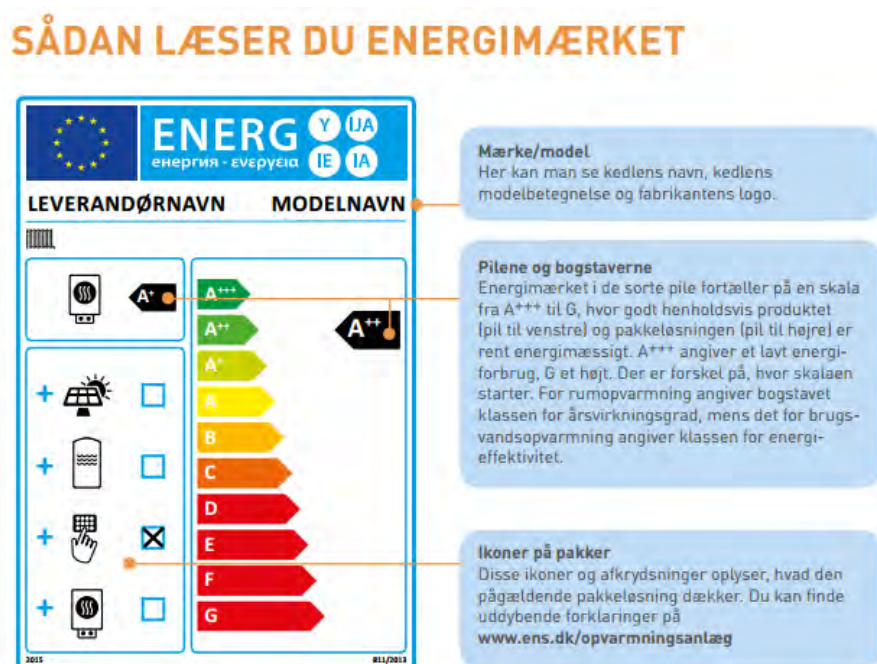 SÅDAN LÆSER DU ENERGIMÆRKET
ENERG
енергия · ενεργεια
Y IJA
IE IA
LEVERANDØRNAVN MODELNAVN
A+
A+++
A++
A+
A
B
C
D
E
F
G
A++
+
+
+
+
2015
811/2013
Mærke/model
Her kan man se kedlens navn, kedlens
modelbetegnelse og fabrikantens logo.
Pilene og bogstaverne
Energimærket i de sorte pile fortæller på en skala
fra A+++ til G, hvor godt henholdsvis produktet
(pil til venstre) og pakkeløsningen (pil til højre) er
rent energimæssigt. A+++ angiver et lavt energi-
forbrug, G et højt. Der er forskel på, hvor skalaen
starter. For rumopvarmning angiver bogstavet
klassen for årsvirkningsgrad, mens det for brugs-
vandsopvarmning angiver klassen for energi-
effektivitet.
Ikoner på pakker
Disse ikoner og afkrydsninger oplyser, hvad den
pågældende pakkeløsning dækker. Du kan finde
uddybende forklaringer på
www.ens.dk/opvarmningsanlæg